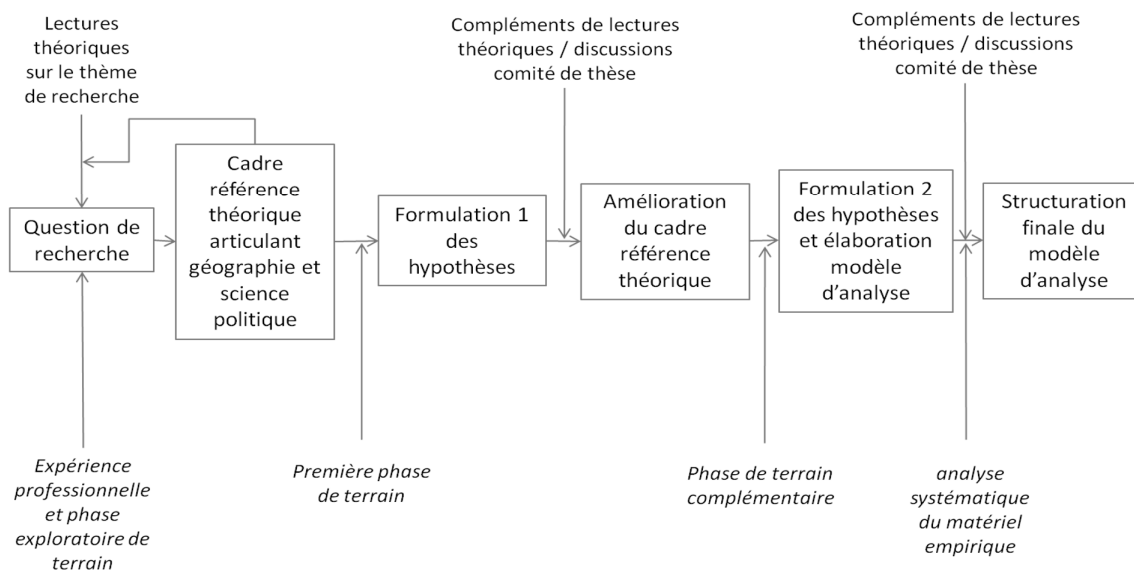 Lectures
théoriques
sur le thème
de recherche
Compléments de lectures
théoriques / discussions
comité de thèse
Compléments de lectures
théoriques / discussions
comité de thèse
Question de
recherche
Cadre
référence
théorique
articulant
géographie et
science
politique
Formulation 1
des
hypothèses
Amélioration
du cadre
référence
théorique
Formulation 2
des hypothèses
et élaboration
modèle
d’analyse
Structuration
finale du
modèle
d’analyse
Expérience
professionnelle
et phase
exploratoire de
terrain
Première phase
de terrain
Phase de terrain
complémentaire
analyse
systématique
du matériel
empirique